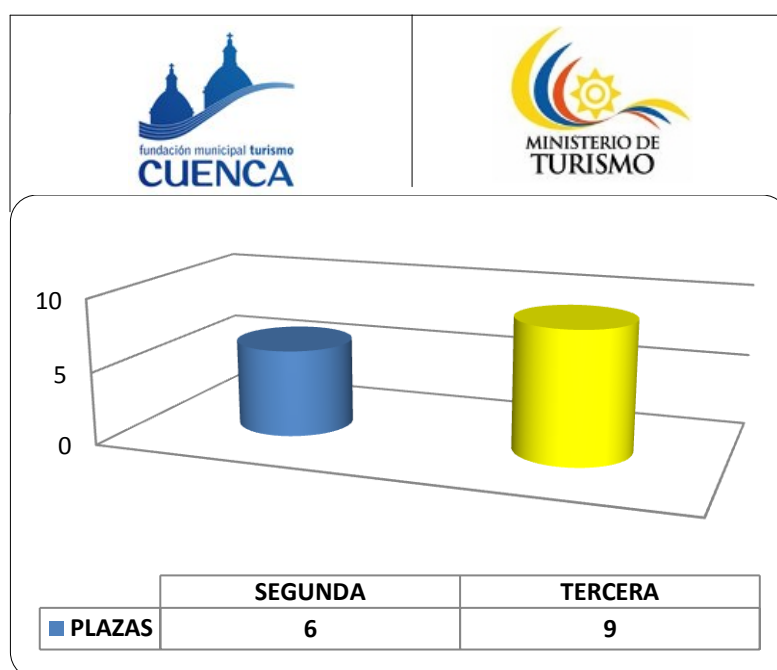 fundación municipal turismo
CUENCA
MINISTERIO DE
TURISMO
10
5
0
SEGUNDA TERCERA
PLAZAS 6 9